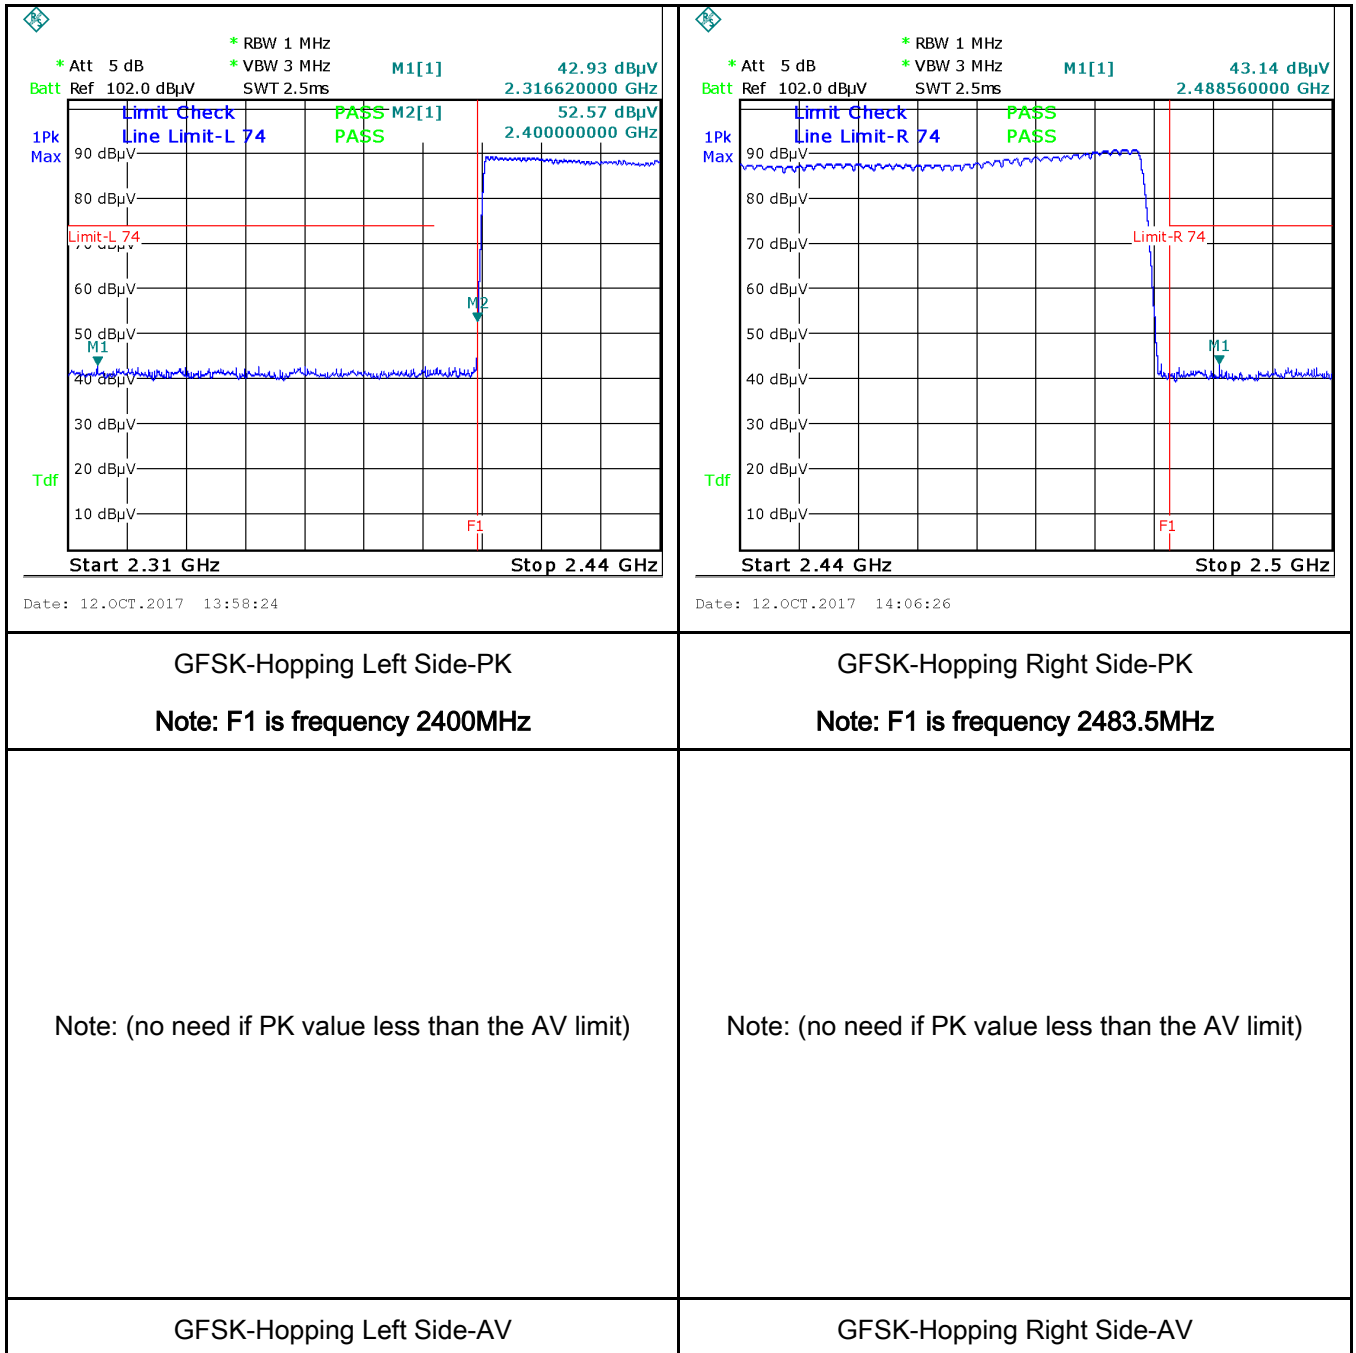 * RBW 1 MHz
* Att 5 dB * VBW 3 MHz M1[1] 42.93 dBµV
Batt Ref 102.0 dBµV SWT 2.5ms 2.316620000 GHz
Limit Check PASS M2[1] 52.57 dBµV
Line Limit-L 74 PASS 2.400000000 GHz
1Pk
Max
90 dBµV
80 dBµV
Limit-L 74
70 dBµV
60 dBµV
M2
50 dBµV
M1
40 dBµV
30 dBµV
20 dBµV
Tdf
10 dBµV
F1
Start 2.31 GHz Stop 2.44 GHz
Date: 12.OCT.2017 13:58:24
* RBW 1 MHz
* Att 5 dB * VBW 3 MHz M1[1] 43.14 dBµV
Batt Ref 102.0 dBµV SWT 2.5ms 2.488560000 GHz
Limit Check PASS
Line Limit-R 74 PASS
1Pk
Max
90 dBµV
80 dBµV
Limit-R 74
70 dBµV
60 dBµV
50 dBµV
M1
40 dBµV
30 dBµV
20 dBµV
Tdf
10 dBµV
F1
Start 2.44 GHz Stop 2.5 GHz
Date: 12.OCT.2017 14:06:26
GFSK-Hopping Left Side-PK
Note: F1 is frequency 2400MHz
GFSK-Hopping Right Side-PK
Note: F1 is frequency 2483.5MHz
Note: (no need if PK value less than the AV limit)
Note: (no need if PK value less than the AV limit)
GFSK-Hopping Left Side-AV
GFSK-Hopping Right Side-AV